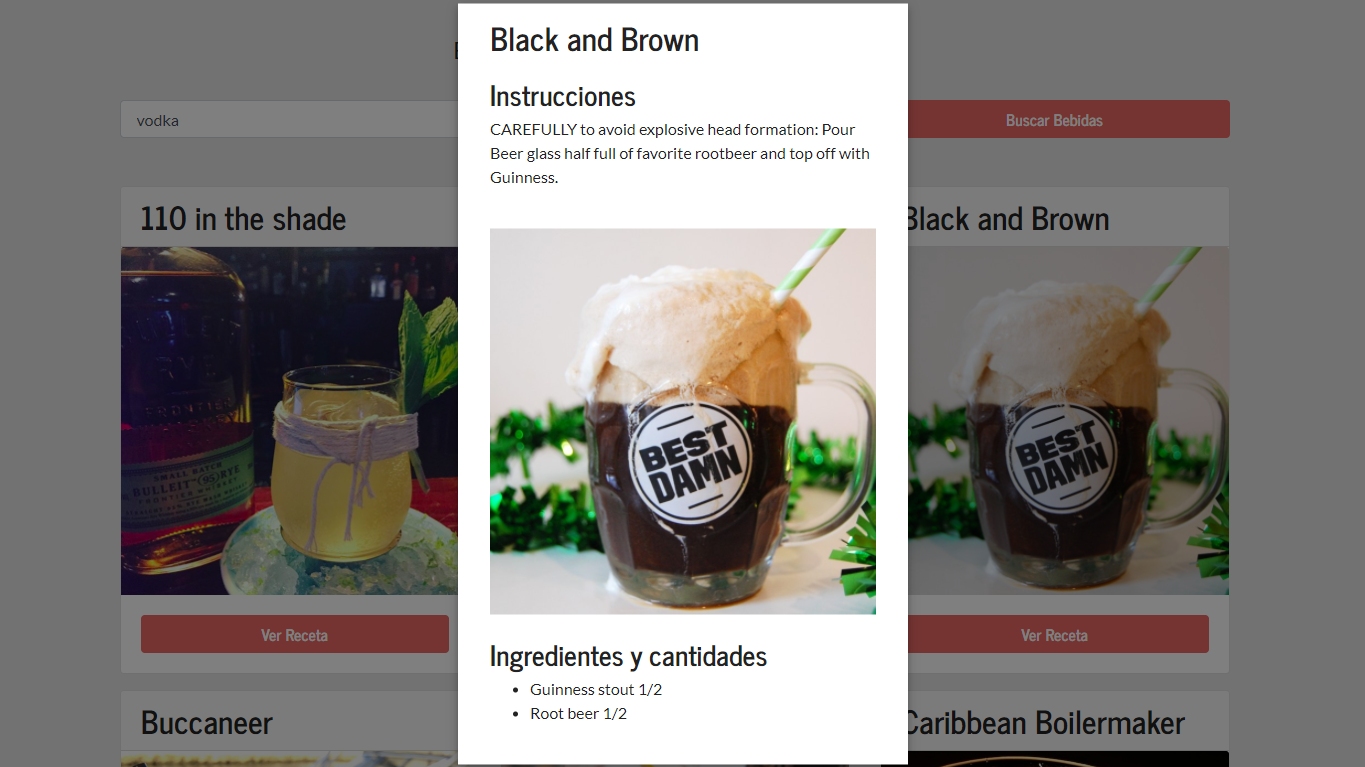 Black and Brown
Instrucciones
CAREFULLY to avoid explosive head formation: Pour
Beer glass half full of favorite rootbeer and top off with
Guinness.
BEST
DAMN
Ingredientes y cantidades
Guinness stout 1/2
Root beer 1/2
vodka
Buscar Bebidas
110 in the shade
FRONTIER
SMALL BATCH
BULLEIT 95 RYE
FRONTIER WHISKEY
Ver Receta
Black and Brown
BEST
DAMN
Ver Receta
Buccaneer
Caribbean Boilermaker